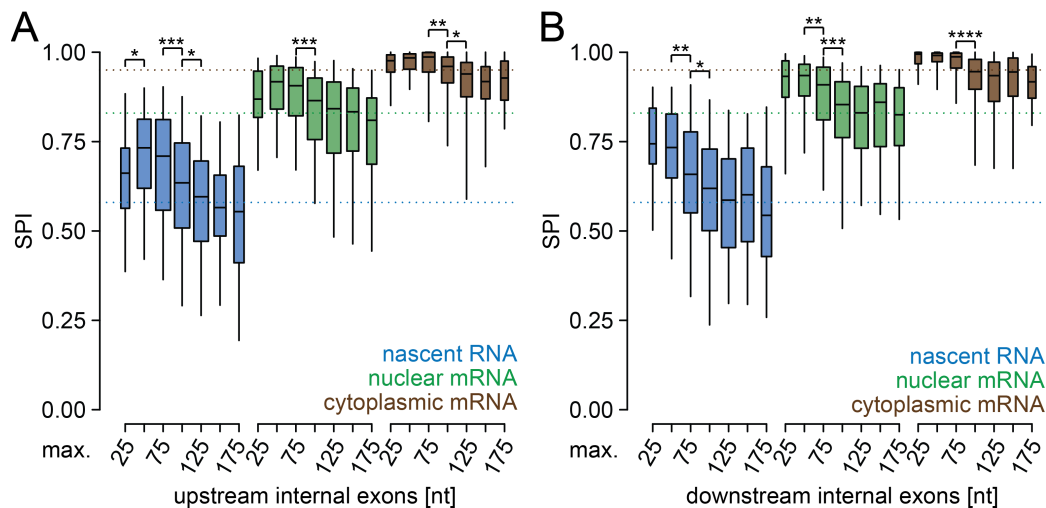 A
* *** * *** ** *
1.00
0.75
0.50
0.25
0.00
SPI
nascent RNA
nuclear mRNA
cytoplasmic mRNA
max.
25 75 125 175 25 75 125 175 25 75 125 175
upstream internal exons [nt]
B
** * ** *** ****
1.00
0.75
0.50
0.25
0.00
SPI
nascent RNA
nuclear mRNA
cytoplasmic mRNA
max.
25 75 125 175 25 75 125 175 25 75 125 175
downstream internal exons [nt]